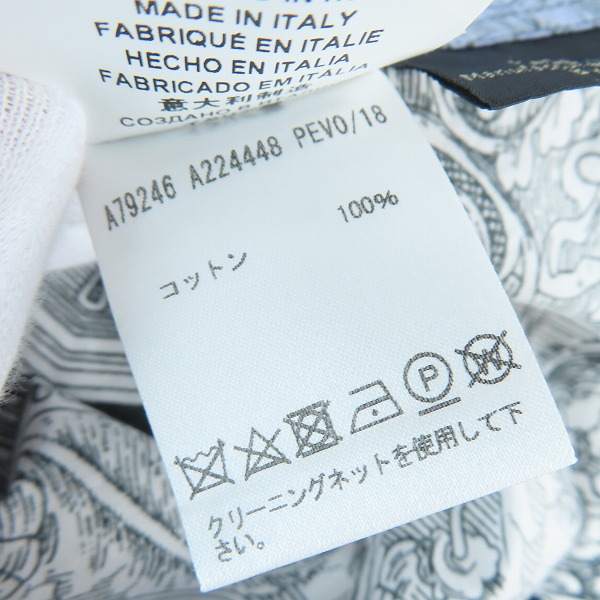 MADE IN ITALY
FABRIQUÉ EN ITALIE
HECHO EN ITALIA
FABRICADO EM ITALIA
意大利制造
СОЗДАНО
A79246 A224448 PEVO/18
コットン 100%
P
W
クリーニングネットを使用して下
さい。